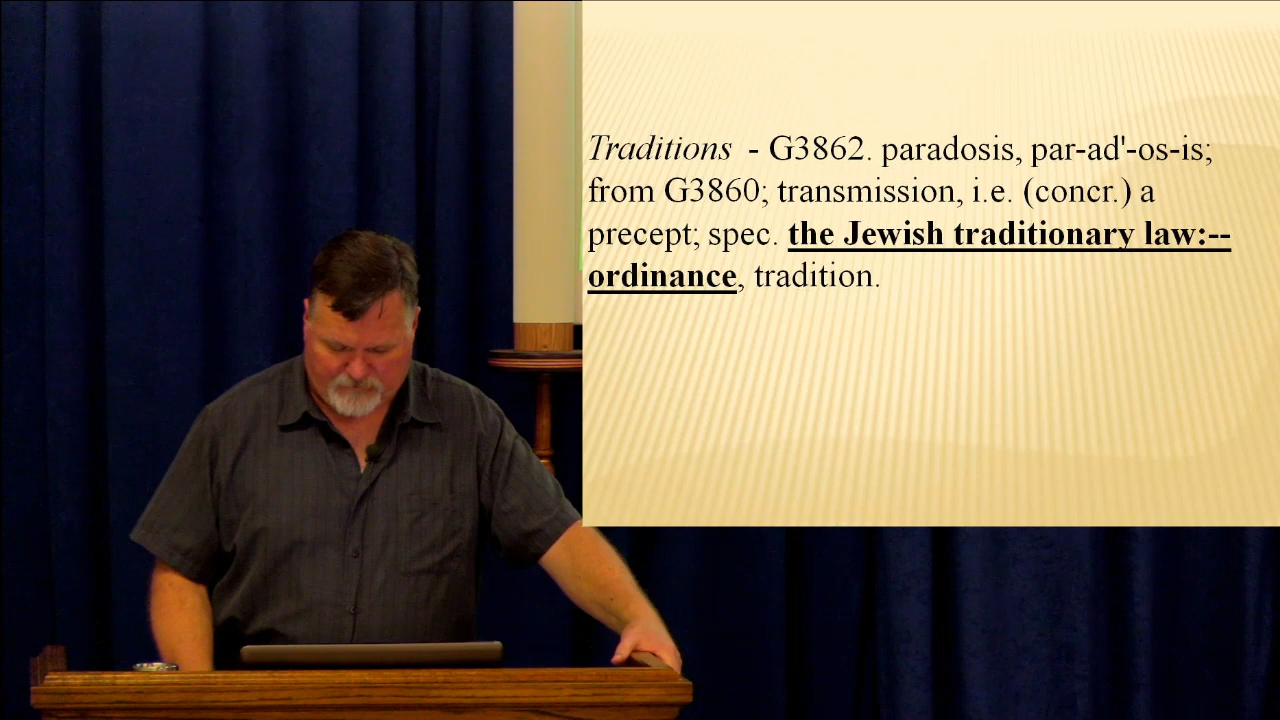 Traditions - G3862. paradosis, par-ad'-os-is;
from G3860; transmission, i.e. (concr.) a
precept; spec. the Jewish traditionary law:--
ordinance, tradition.